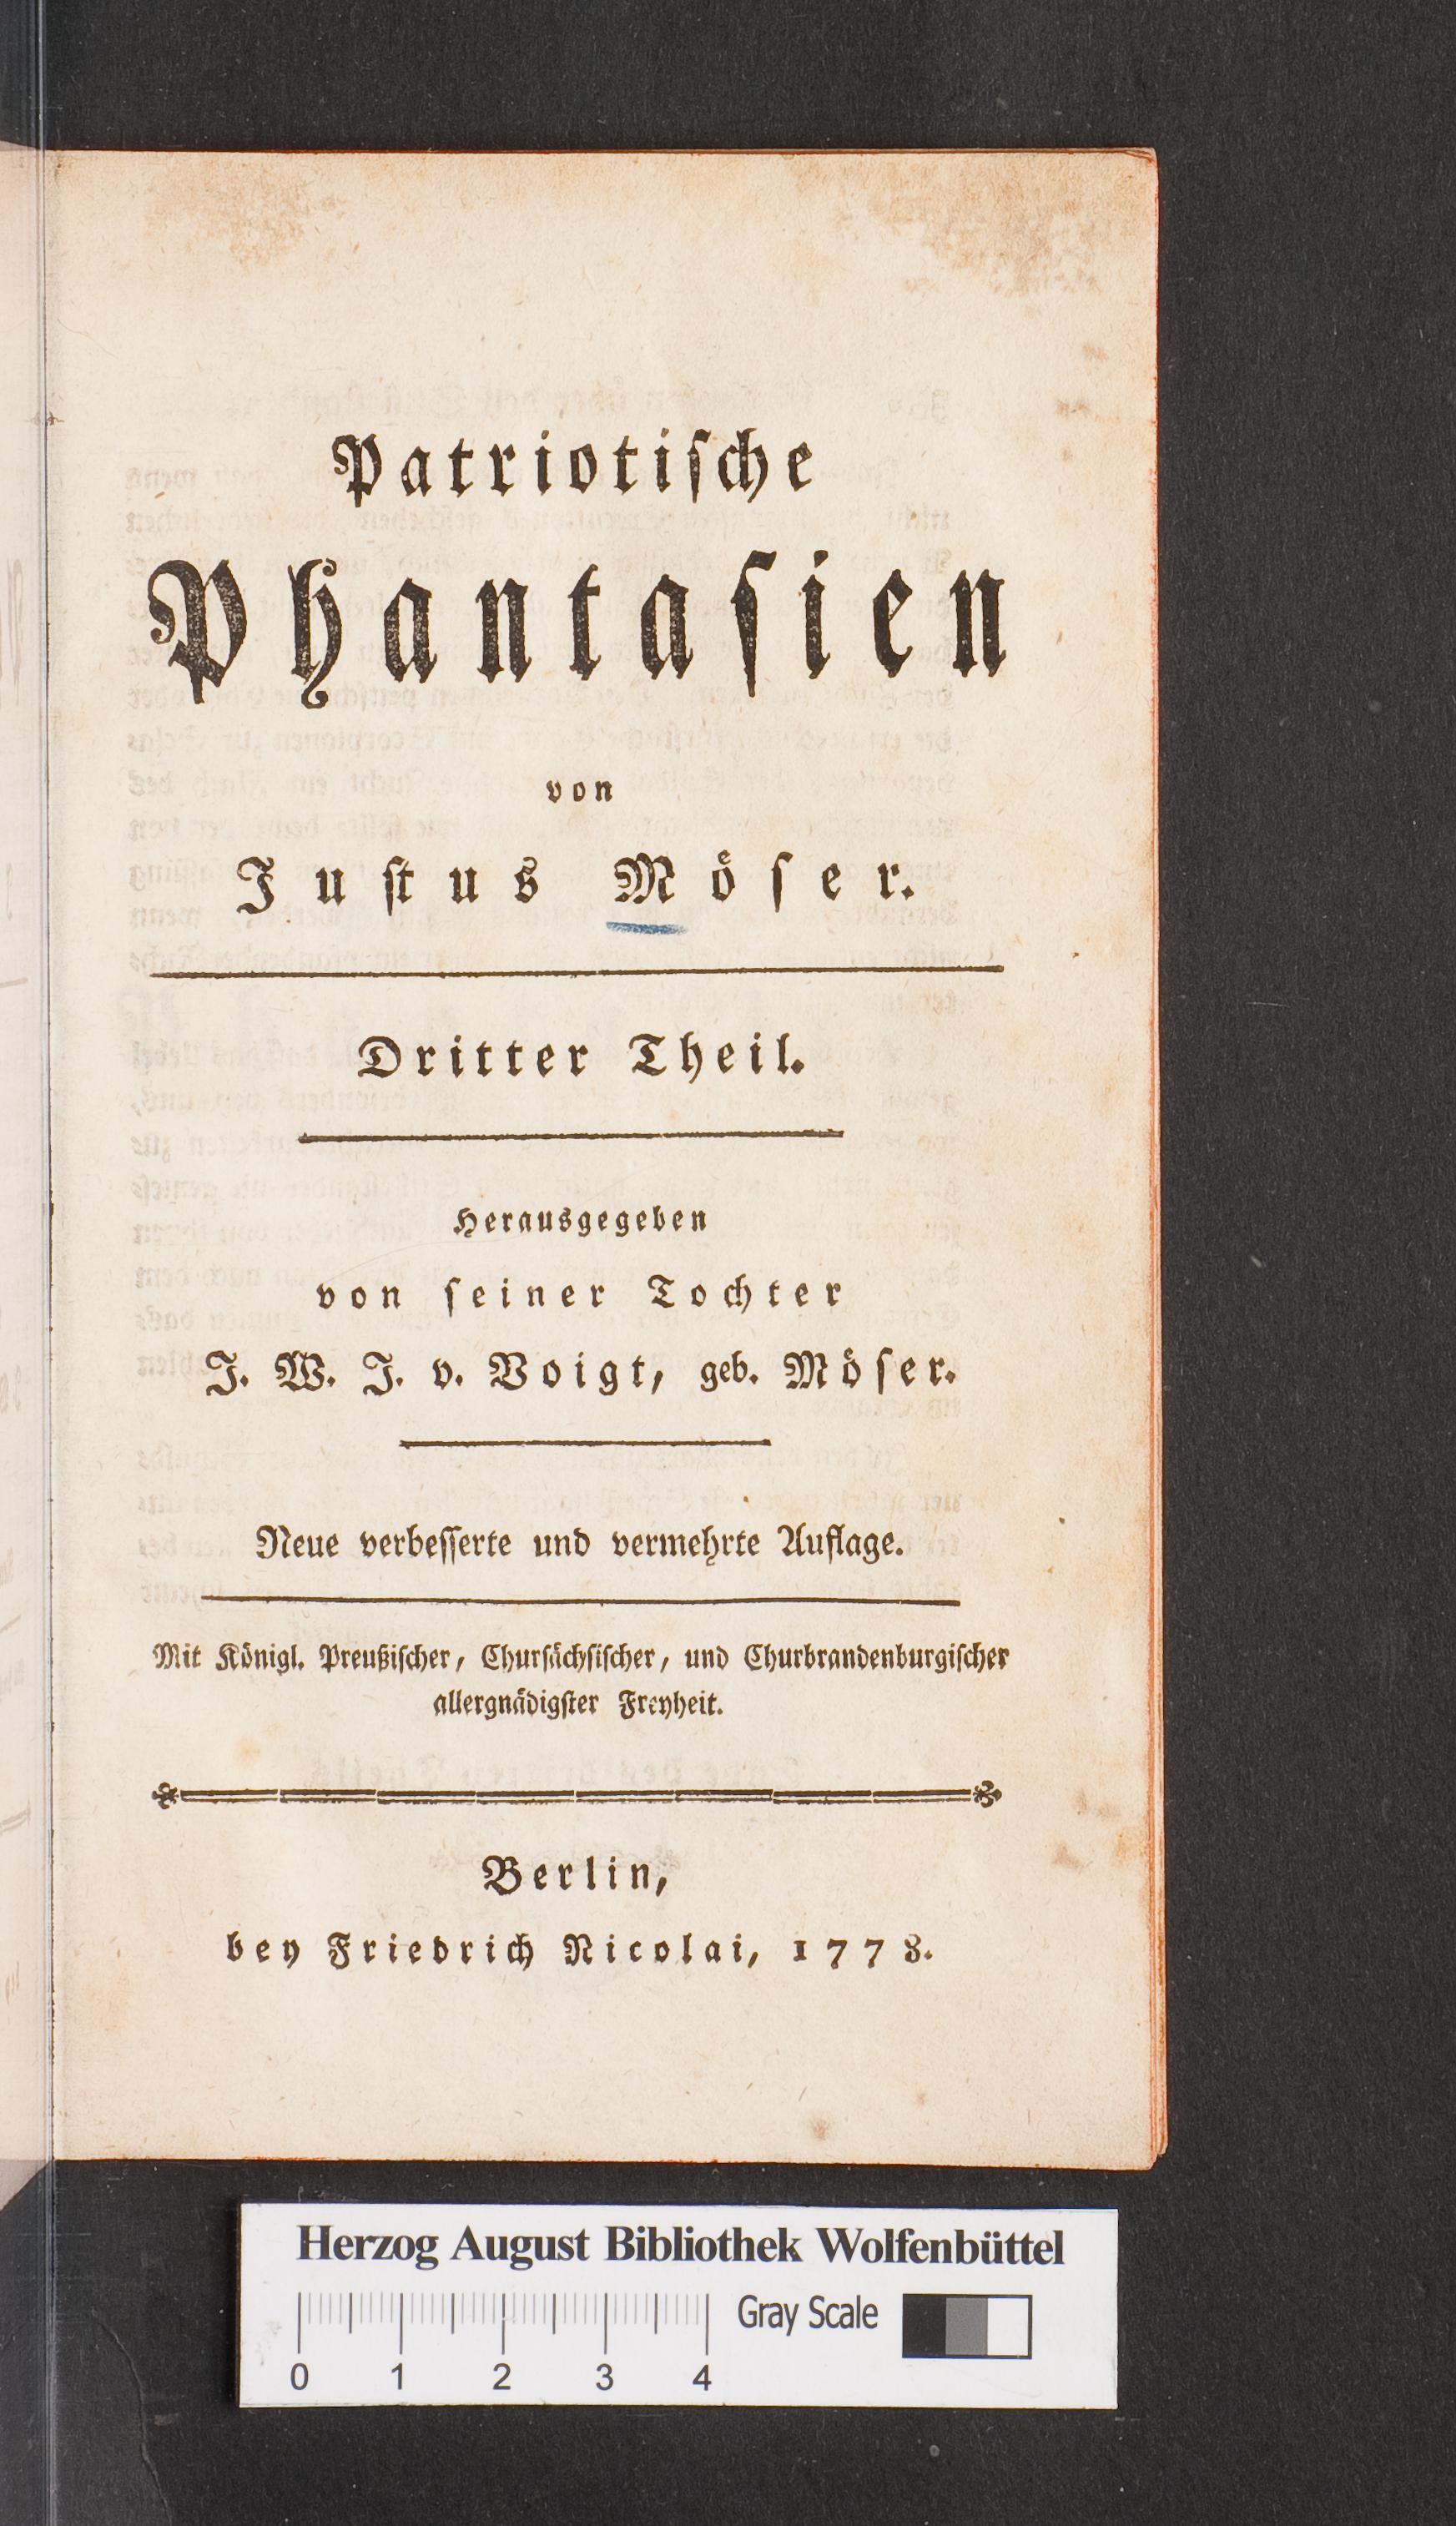 Patriotiſche
Phantaſien
von
Juſtus Möſer.
Dritter Theil.
Herausgegeben
von ſeiner Tochter
J. W. J. v. Voigt, geb. Möſer.
Neue verbeſſerte und vermehrte Auflage.
Mit Königl. Preußiſcher, Churſächſiſcher, und Churbrandenburgiſcher
allergnädigſter Freyheit.
Berlin,
bey Friedrich Nicolai, 1778.
Herzog August Bibliothek Wolfenbüttel
Gray Scale
0 1 2 3 4